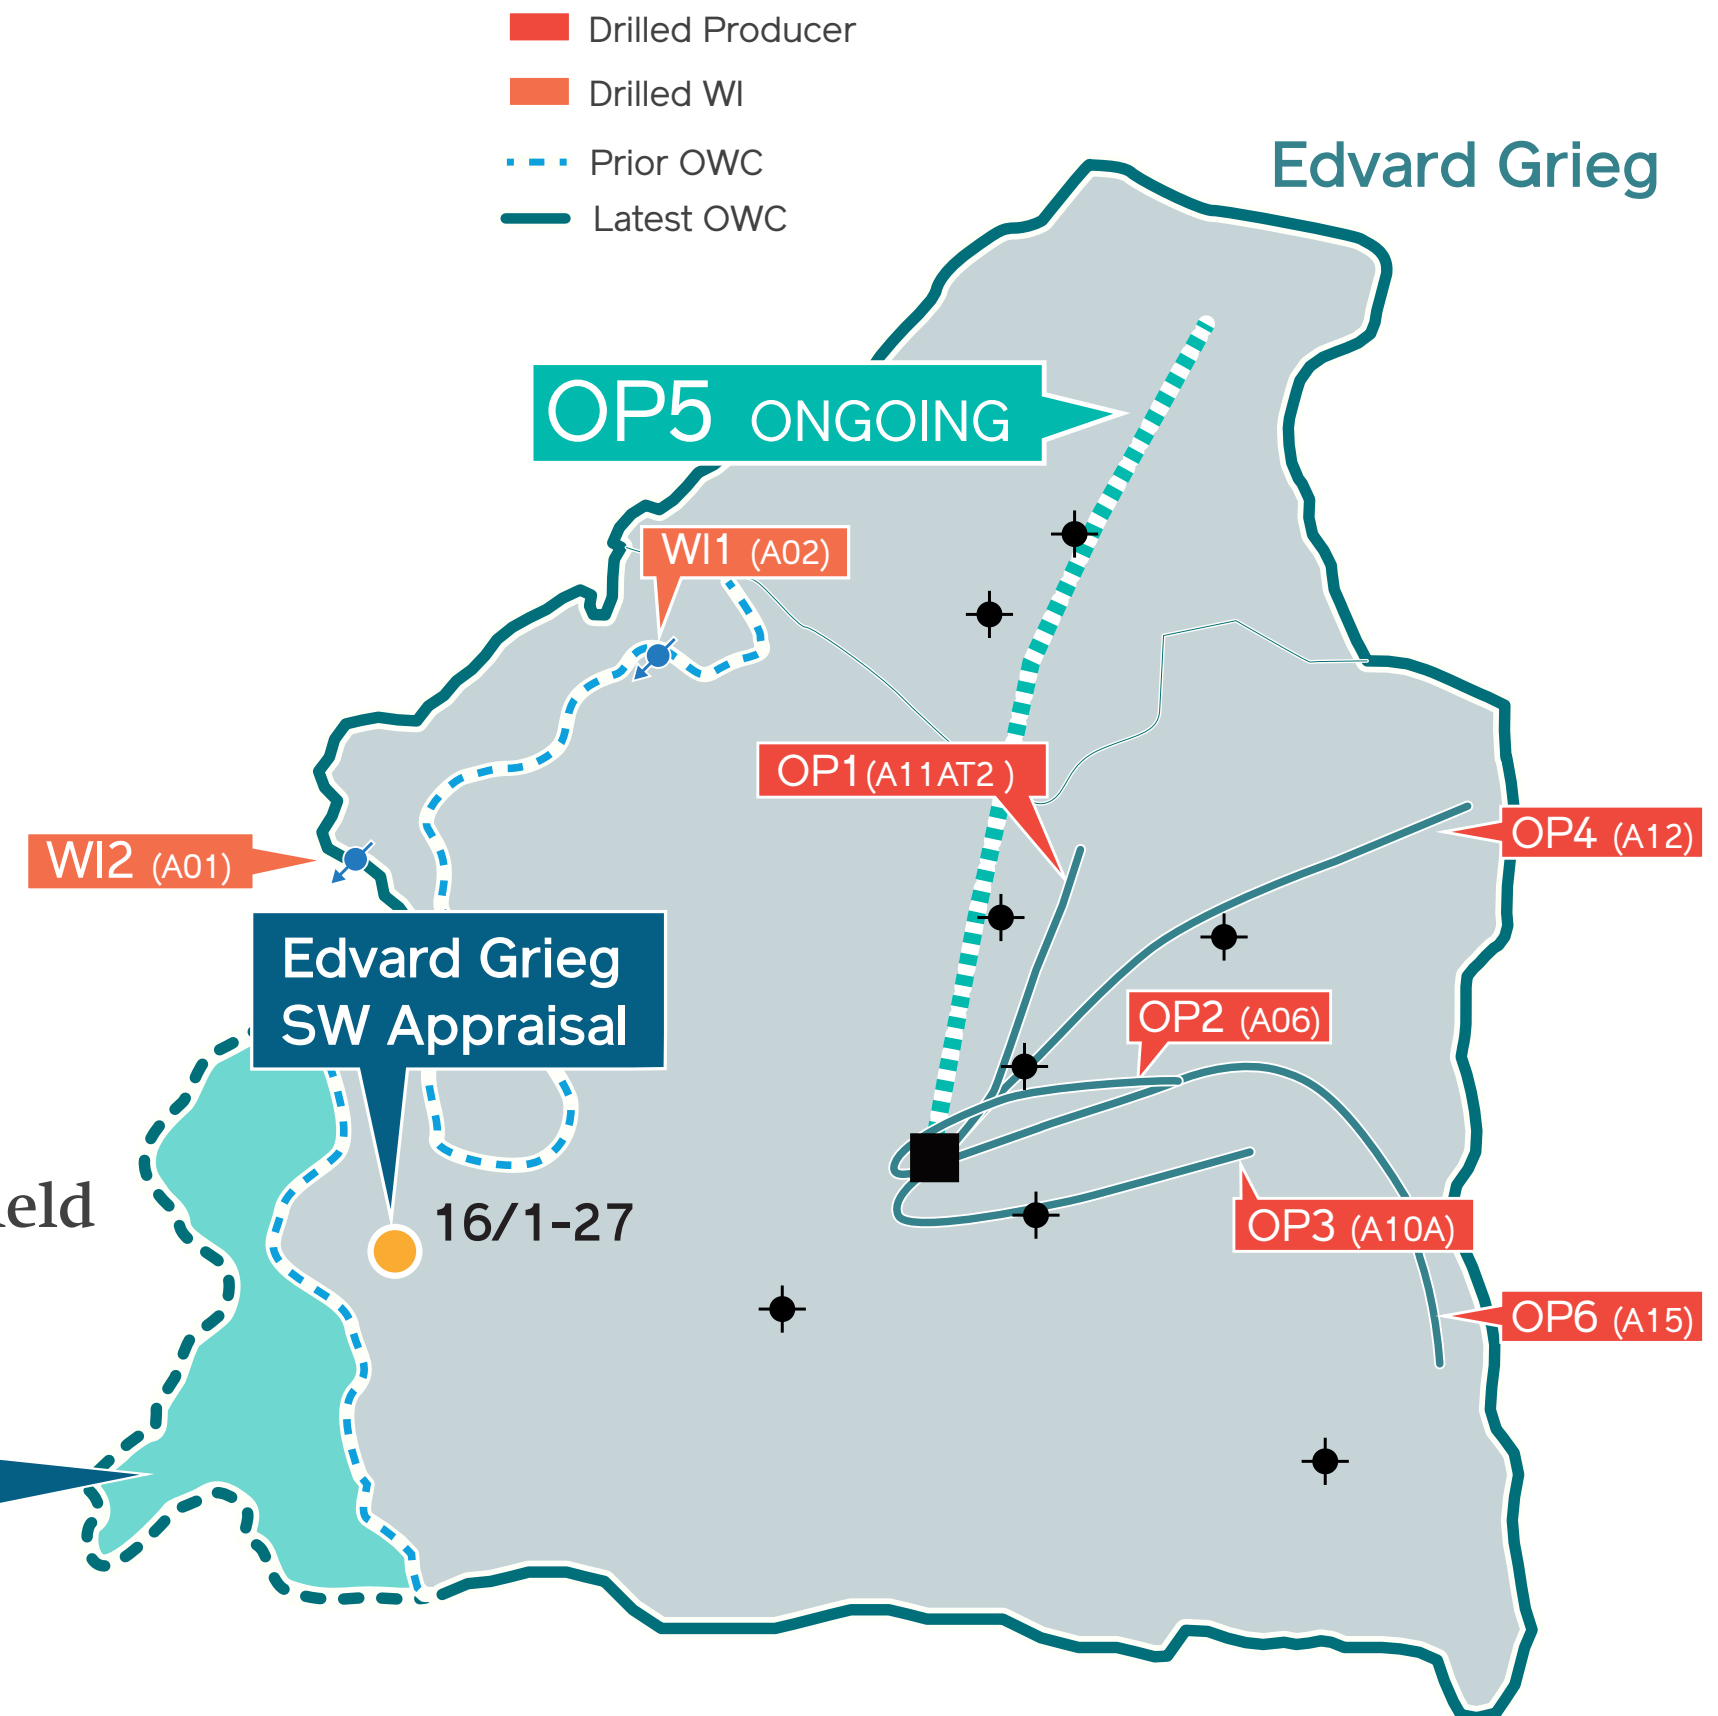 Drilled Producer
Drilled WI
Prior OWC
Latest OWC
Edvard Grieg
OP5 ONGOING
WI1 (A02)
OP1(A11AT2 )
OP4 (A12)
WI2 (A01)
Edvard Grieg
SW Appraisal
OP2 (A06)
16/1-27
OP3 (A10A)
OP6 (A15)